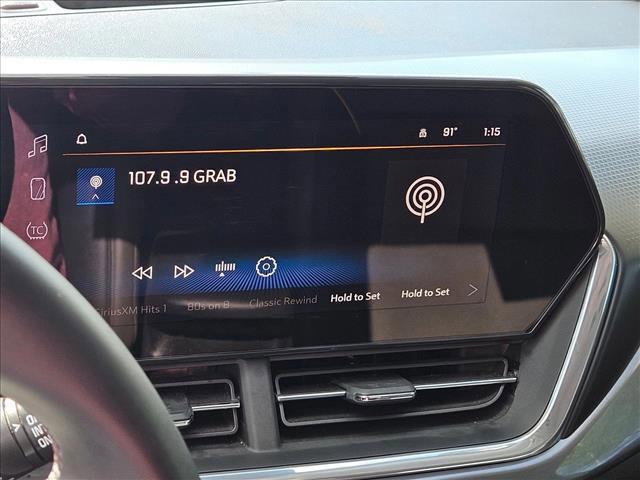 91° 1:15
107.9 .9 GRAB
TC
SiriusXM Hits 1 80s on 8 Classic Rewind Hold to Set Hold to Set